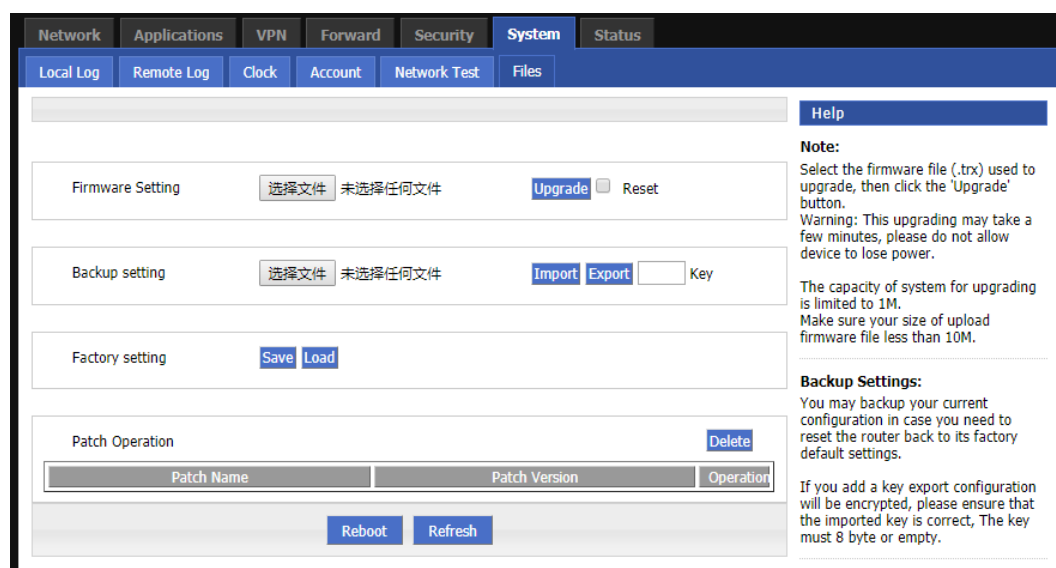 Network Applications VPN Forward Security System Status
Local Log Remote Log Clock Account Network Test Files
Firmware Setting 选择文件 未选择任何文件 Upgrade Reset
Backup setting 选择文件 未选择任何文件 Import Export Key
Factory setting Save Load
Patch Operation Delete
Patch Name Patch Version Operation
Reboot Refresh
Help
Note:
Select the firmware file (.trx) used to
upgrade, then click the 'Upgrade'
button.
Warning: This upgrading may take a
few minutes, please do not allow
device to lose power.
The capacity of system for upgrading
is limited to 1M.
Make sure your size of upload
firmware file less than 10M.
Backup Settings:
You may backup your current
configuration in case you need to
reset the router back to its factory
default settings.
If you add a key export configuration
will be encrypted, please ensure that
the imported key is correct, The key
must 8 byte or empty.